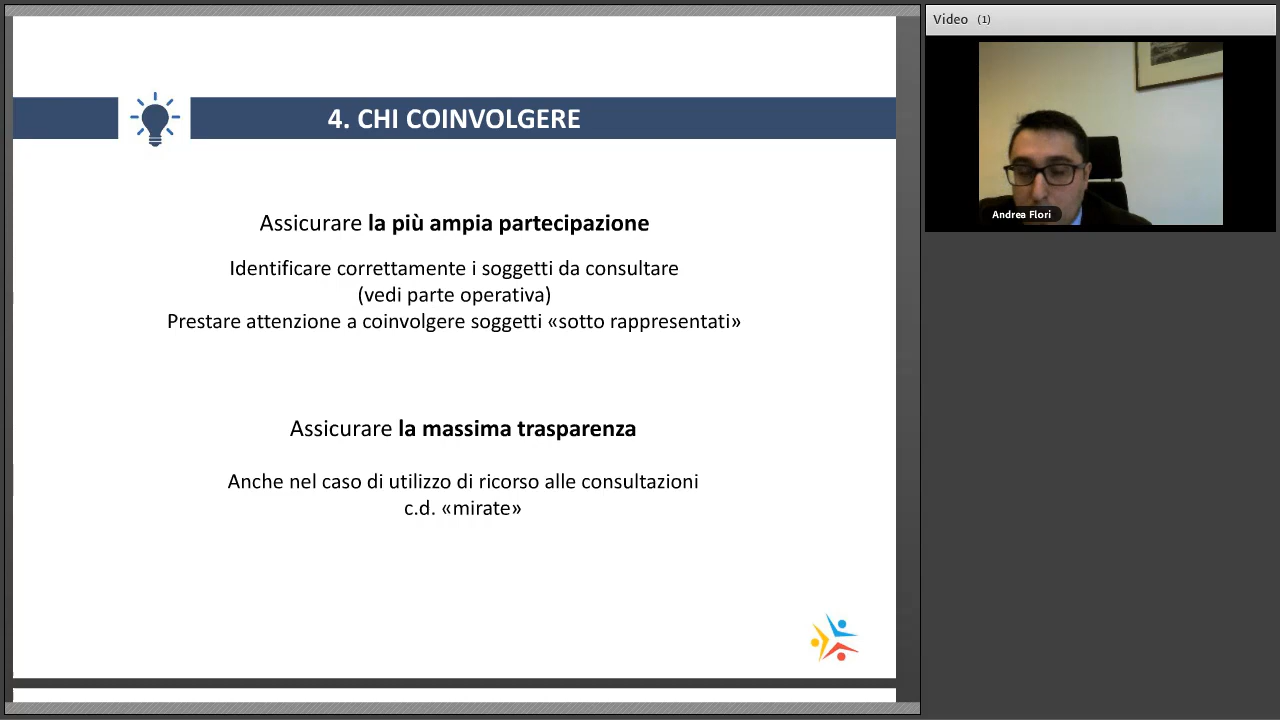 4. CHI COINVOLGERE
Assicurare la più ampia partecipazione
Identificare correttamente i soggetti da consultare
(vedi parte operativa)
Prestare attenzione a coinvolgere soggetti «sotto rappresentati»
Assicurare la massima trasparenza
Anche nel caso di utilizzo di ricorso alle consultazioni
c.d. «mirate»
Video (1)
Andrea Flori